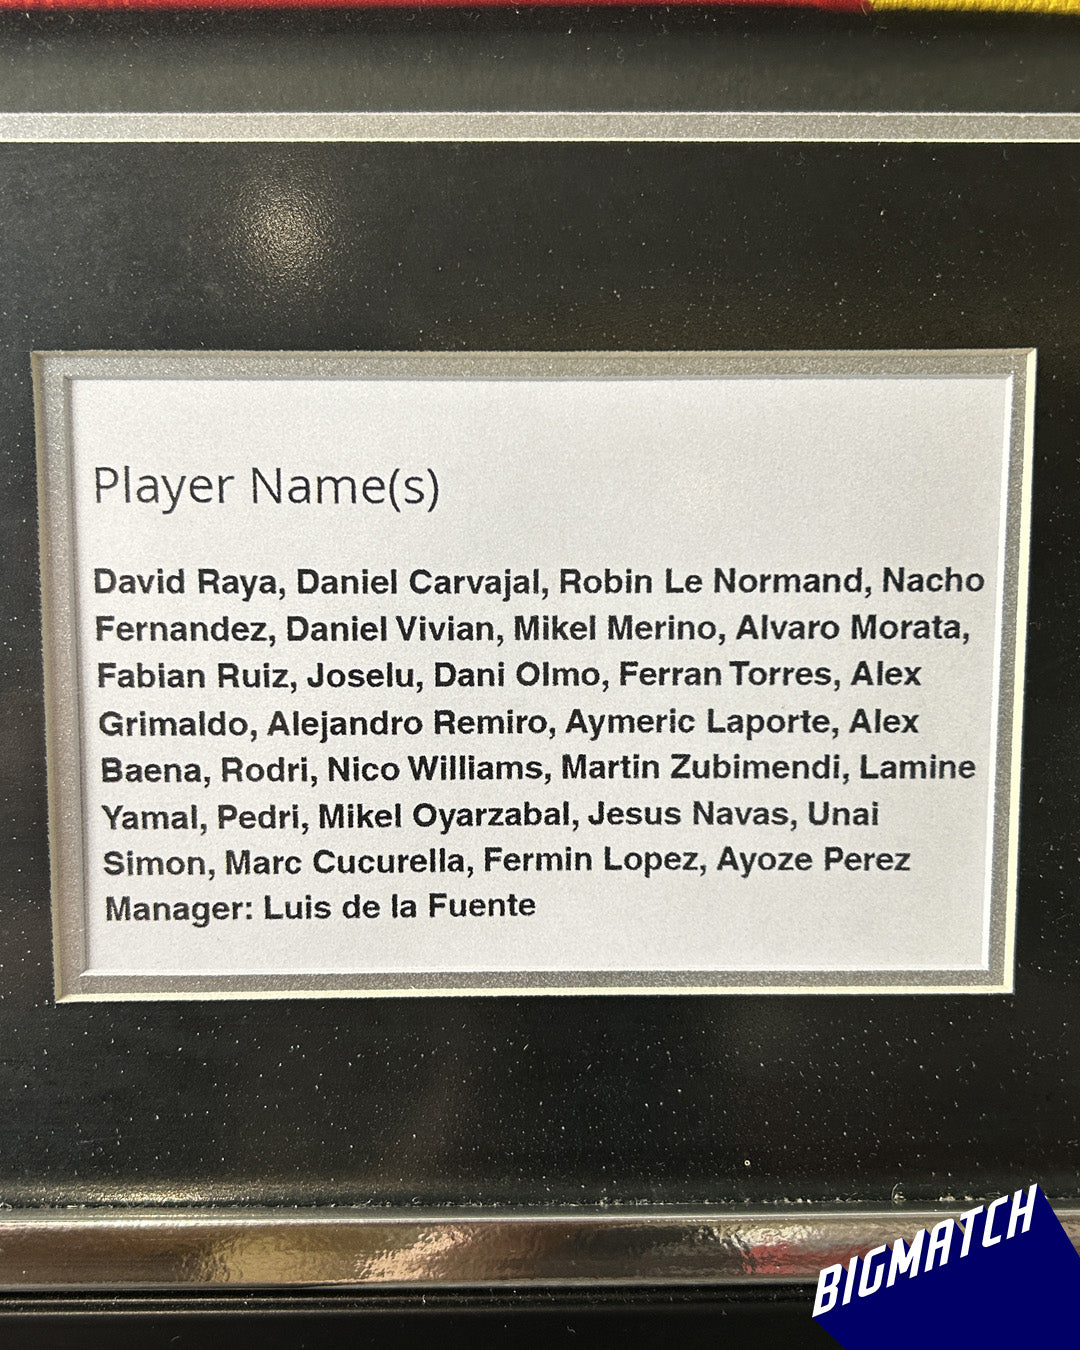 Player Name(s)
David Raya, Daniel Carvajal, Robin Le Normand, Nacho
Fernandez, Daniel Vivian, Mikel Merino, Alvaro Morata,
Fabian Ruiz, Joselu, Dani Olmo, Ferran Torres, Alex
Grimaldo, Alejandro Remiro, Aymeric Laporte, Alex
Baena, Rodri, Nico Williams, Martin Zubimendi, Lamine
Yamal, Pedri, Mikel Oyarzabal, Jesus Navas, Unai
Simon, Marc Cucurella, Fermin Lopez, Ayoze Perez
Manager: Luis de la Fuente
BIGMATCH